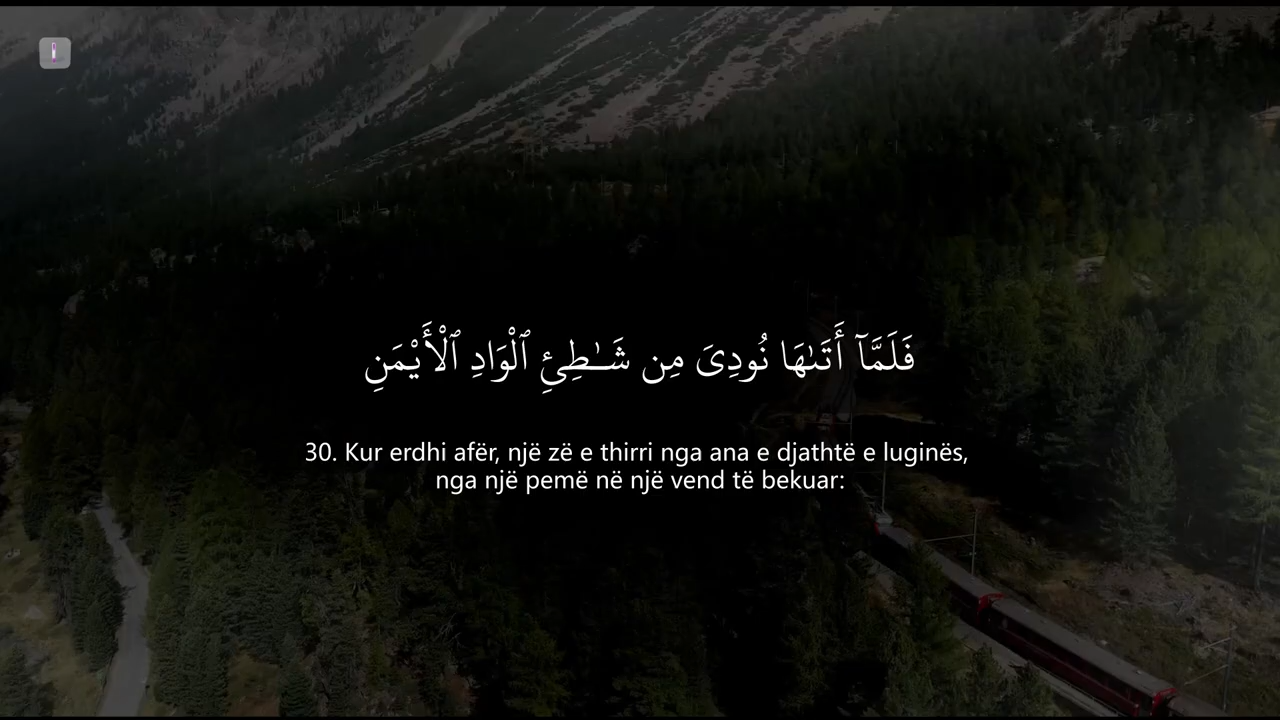 فَلَمَّآ أَتَىٰهَا نُودِىَ مِن شَـٰطِئِ ٱلْوَادِ ٱلْأَيْمَنِ
30. Kur erdhi afër, një zë e thirri nga ana e djathtë e luginës,
nga një pemë në një vend të bekuar: